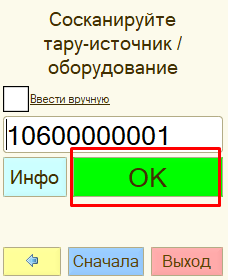 Сосканируйте
тару-источник /
оборудование
Ввести вручную
10600000001
Инфо OK
Сначала Выход